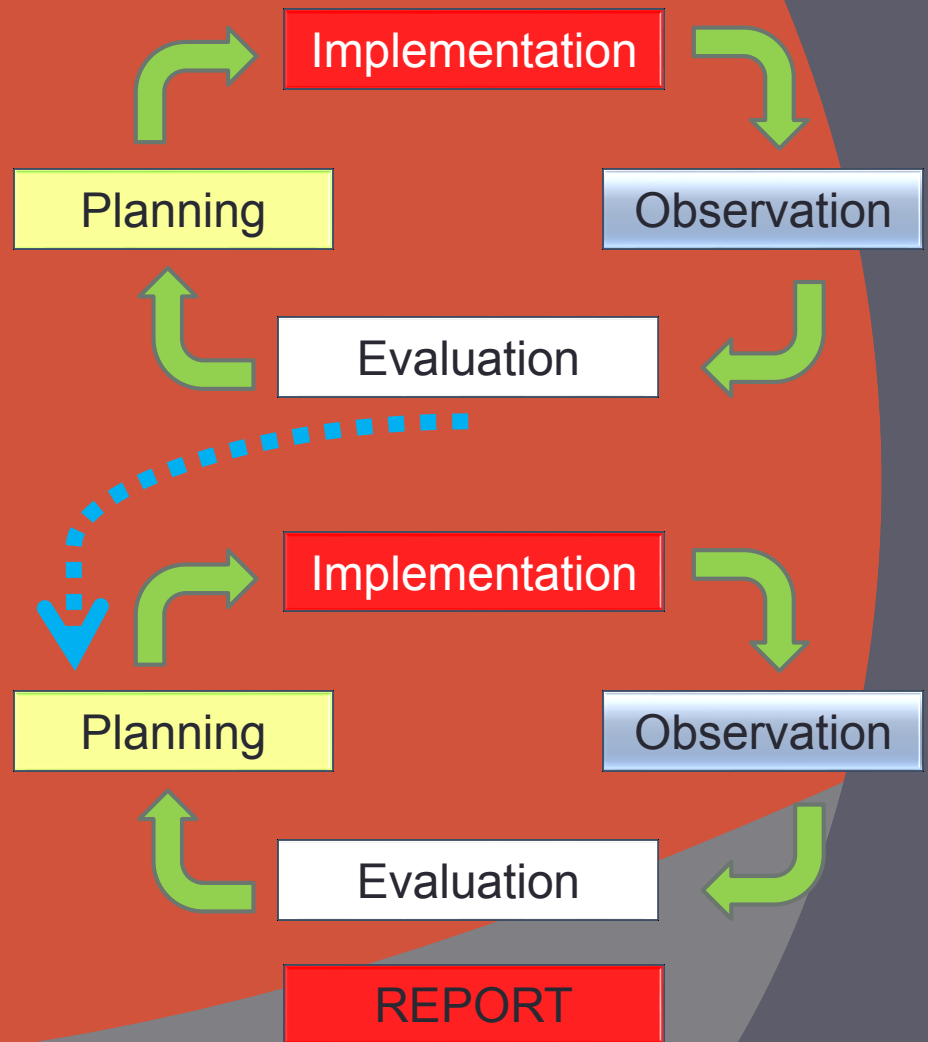 Implementation
Planning
Observation
Evaluation
Implementation
Planning
Observation
Evaluation
REPORT